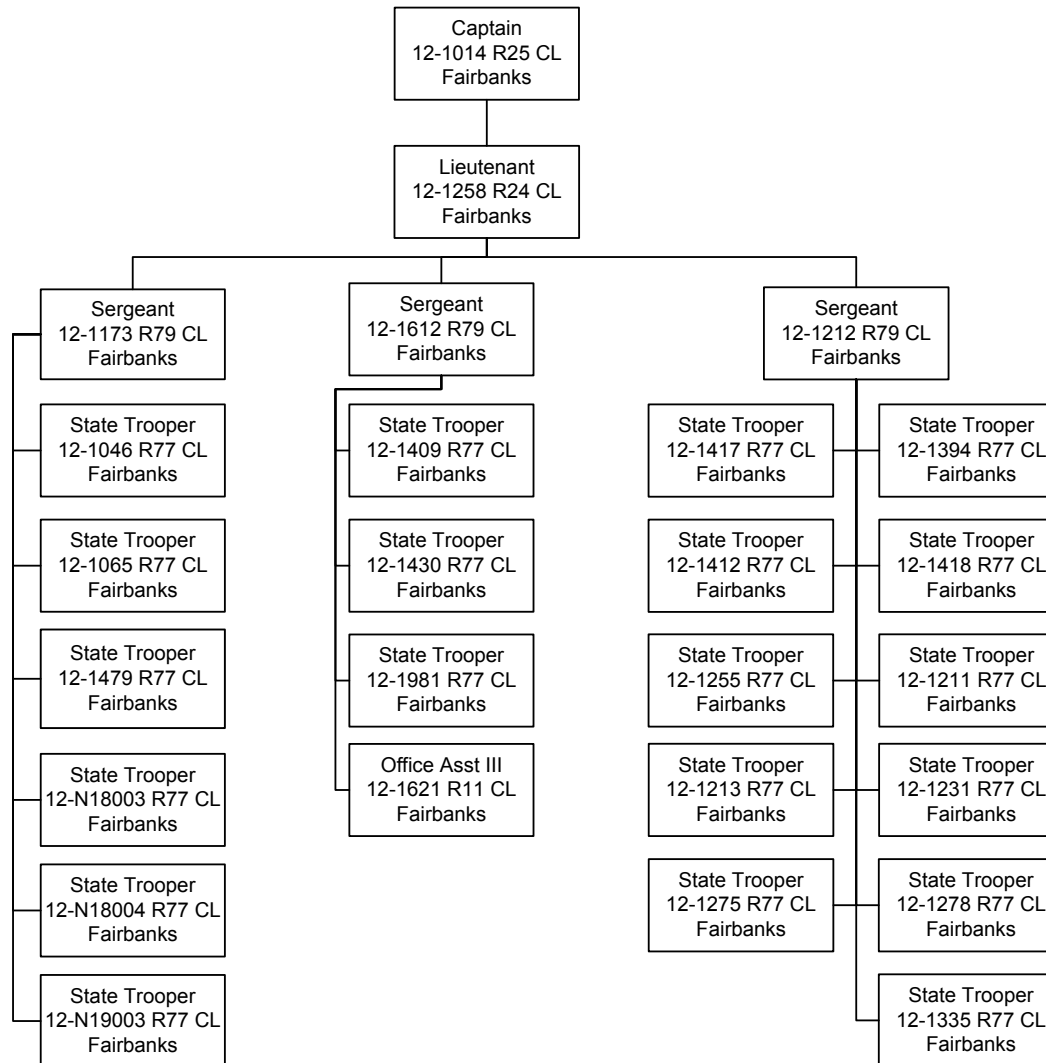 Captain
12-1014 R25 CL
Fairbanks
Lieutenant
12-1258 R24 CL
Fairbanks
Sergeant
12-1173 R79 CL
Fairbanks
State Trooper
12-1046 R77 CL
Fairbanks
State Trooper
12-1065 R77 CL
Fairbanks
State Trooper
12-1479 R77 CL
Fairbanks
State Trooper
12-N18003 R77 CL
Fairbanks
State Trooper
12-N18004 R77 CL
Fairbanks
State Trooper
12-N19003 R77 CL
Fairbanks
Sergeant
12-1612 R79 CL
Fairbanks
State Trooper
12-1409 R77 CL
Fairbanks
State Trooper
12-1430 R77 CL
Fairbanks
State Trooper
12-1981 R77 CL
Fairbanks
Office Asst III
12-1621 R11 CL
Fairbanks
Sergeant
12-1212 R79 CL
Fairbanks
State Trooper
12-1417 R77 CL
Fairbanks
State Trooper
12-1394 R77 CL
Fairbanks
State Trooper
12-1412 R77 CL
Fairbanks
State Trooper
12-1418 R77 CL
Fairbanks
State Trooper
12-1255 R77 CL
Fairbanks
State Trooper
12-1211 R77 CL
Fairbanks
State Trooper
12-1213 R77 CL
Fairbanks
State Trooper
12-1231 R77 CL
Fairbanks
State Trooper
12-1275 R77 CL
Fairbanks
State Trooper
12-1278 R77 CL
Fairbanks
State Trooper
12-1335 R77 CL
Fairbanks